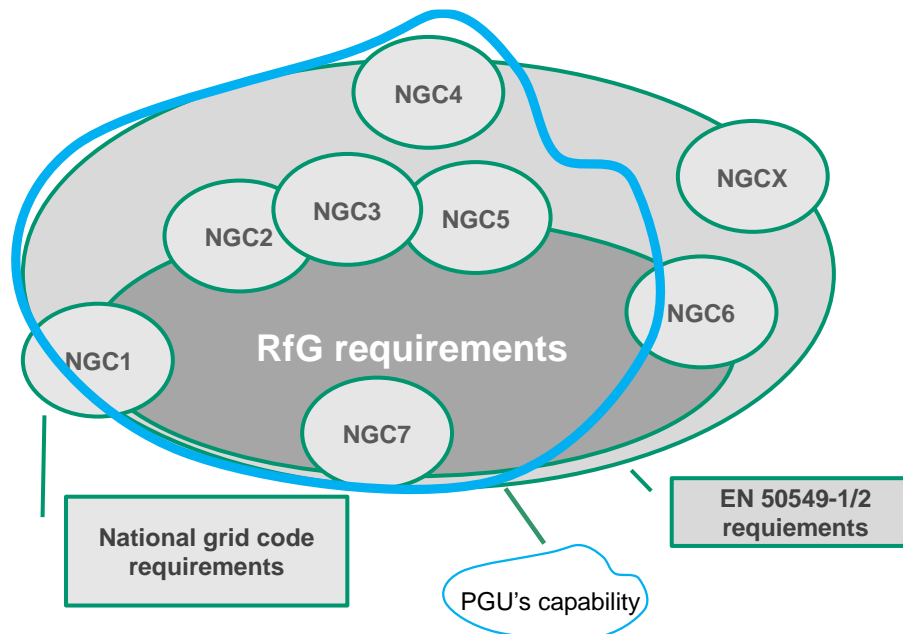 NGC4
NGCX
NGC3
NGC2
NGC5
NGC6
RfG requirements
NGC1
NGC7
EN 50549-1/2
requiements
National grid code
requirements
PGU's capability